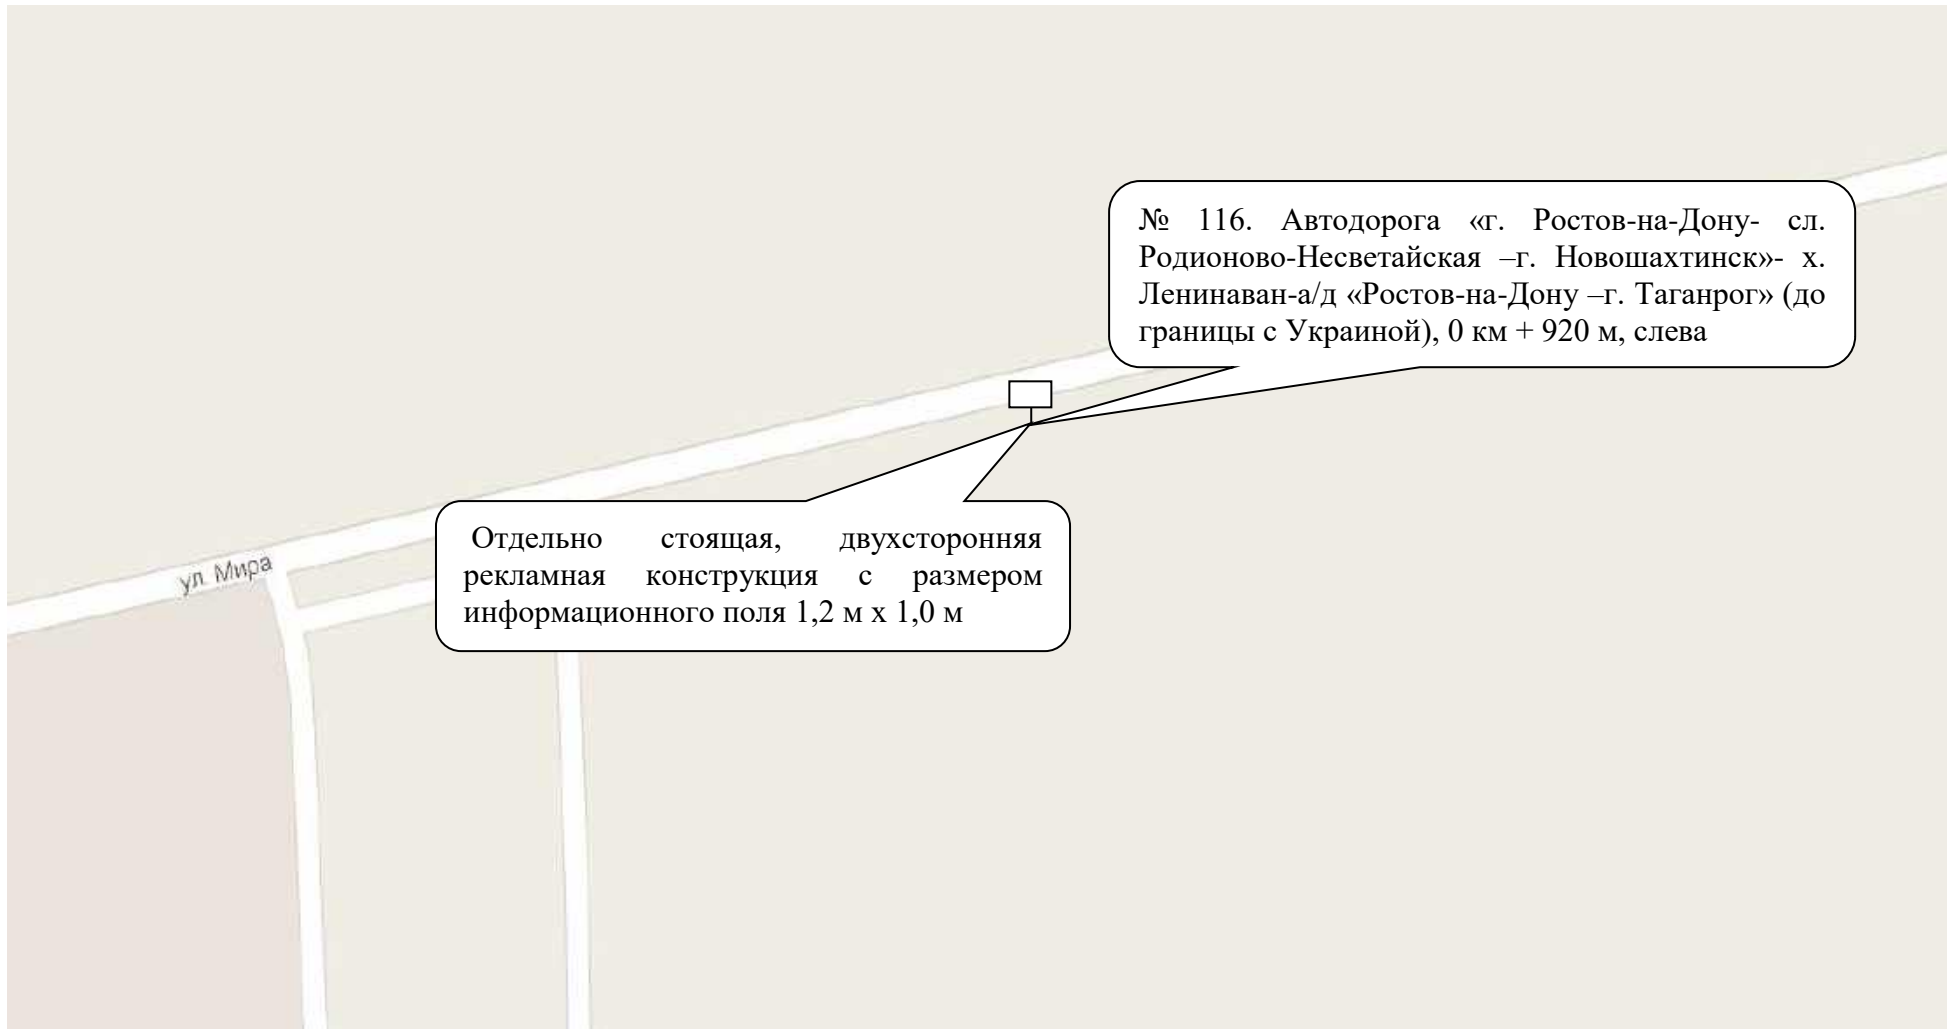 № 116. Автодорога «г. Ростов-на-Дону- сл.
Родионово-Несветайская –г. Новошахтинск»- х.
Ленинаван-а/д «Ростов-на-Дону –г. Таганрог» (до
границы с Украиной), 0 км + 920 м, слева
Отдельно стоящая, двухсторонняя
рекламная конструкция с размером
информационного поля 1,2 м х 1,0 м
ул. Мира